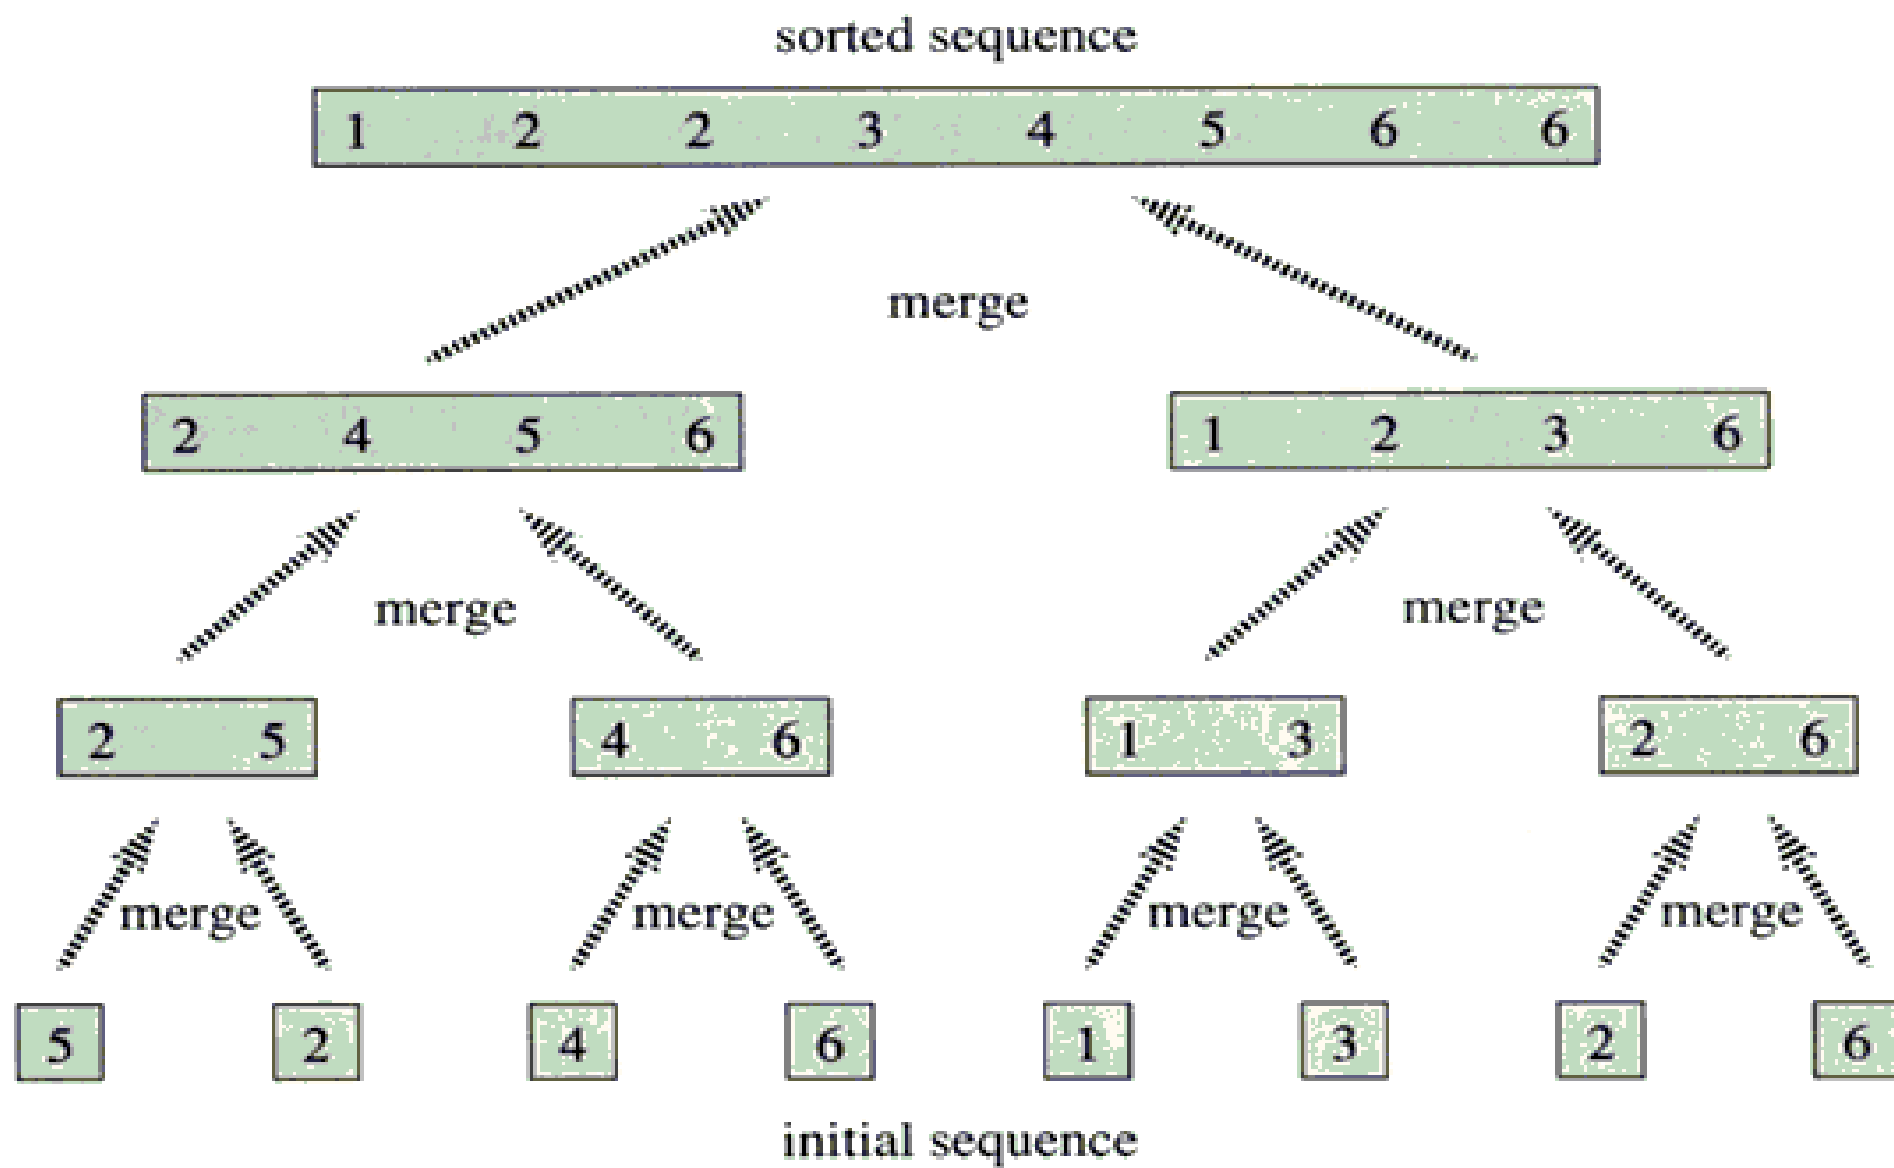 sorted sequence
1 2 2 3 4 5 6 6
merge
2 4 5 6 1 2 3 6
merge merge
2 5 4 6 1 3 2 6
merge merge merge merge
5 2 4 6 1 3 2 6
initial sequence